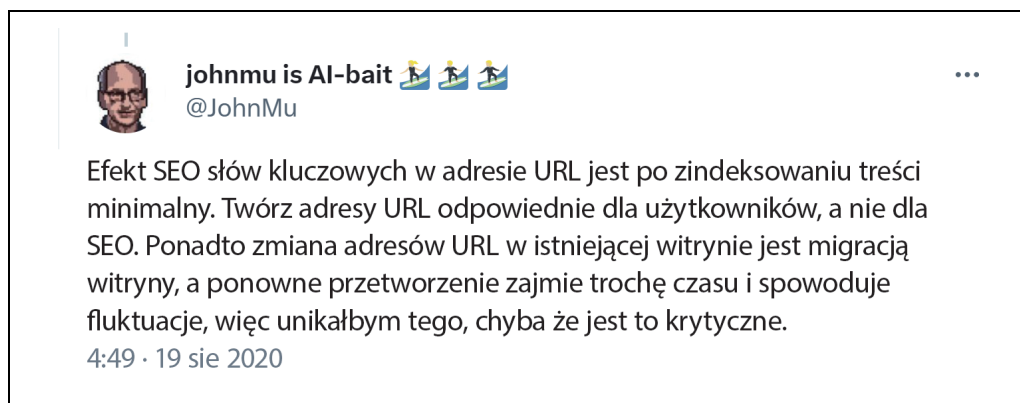 johnmu is AI-bait 🏄‍♀️ 🏄‍♂️ 🏄‍♂️
@JohnMu
Efekt SEO słów kluczowych w adresie URL jest po zindeksowaniu treści
minimalny. Twórz adresy URL odpowiednie dla użytkowników, a nie dla
SEO. Ponadto zmiana adresów URL w istniejącej witrynie jest migracją
witryny, a ponowne przetworzenie zajmie trochę czasu i spowoduje
fluktuacje, więc unikałbym tego, chyba że jest to krytyczne.
4:49 · 19 sie 2020